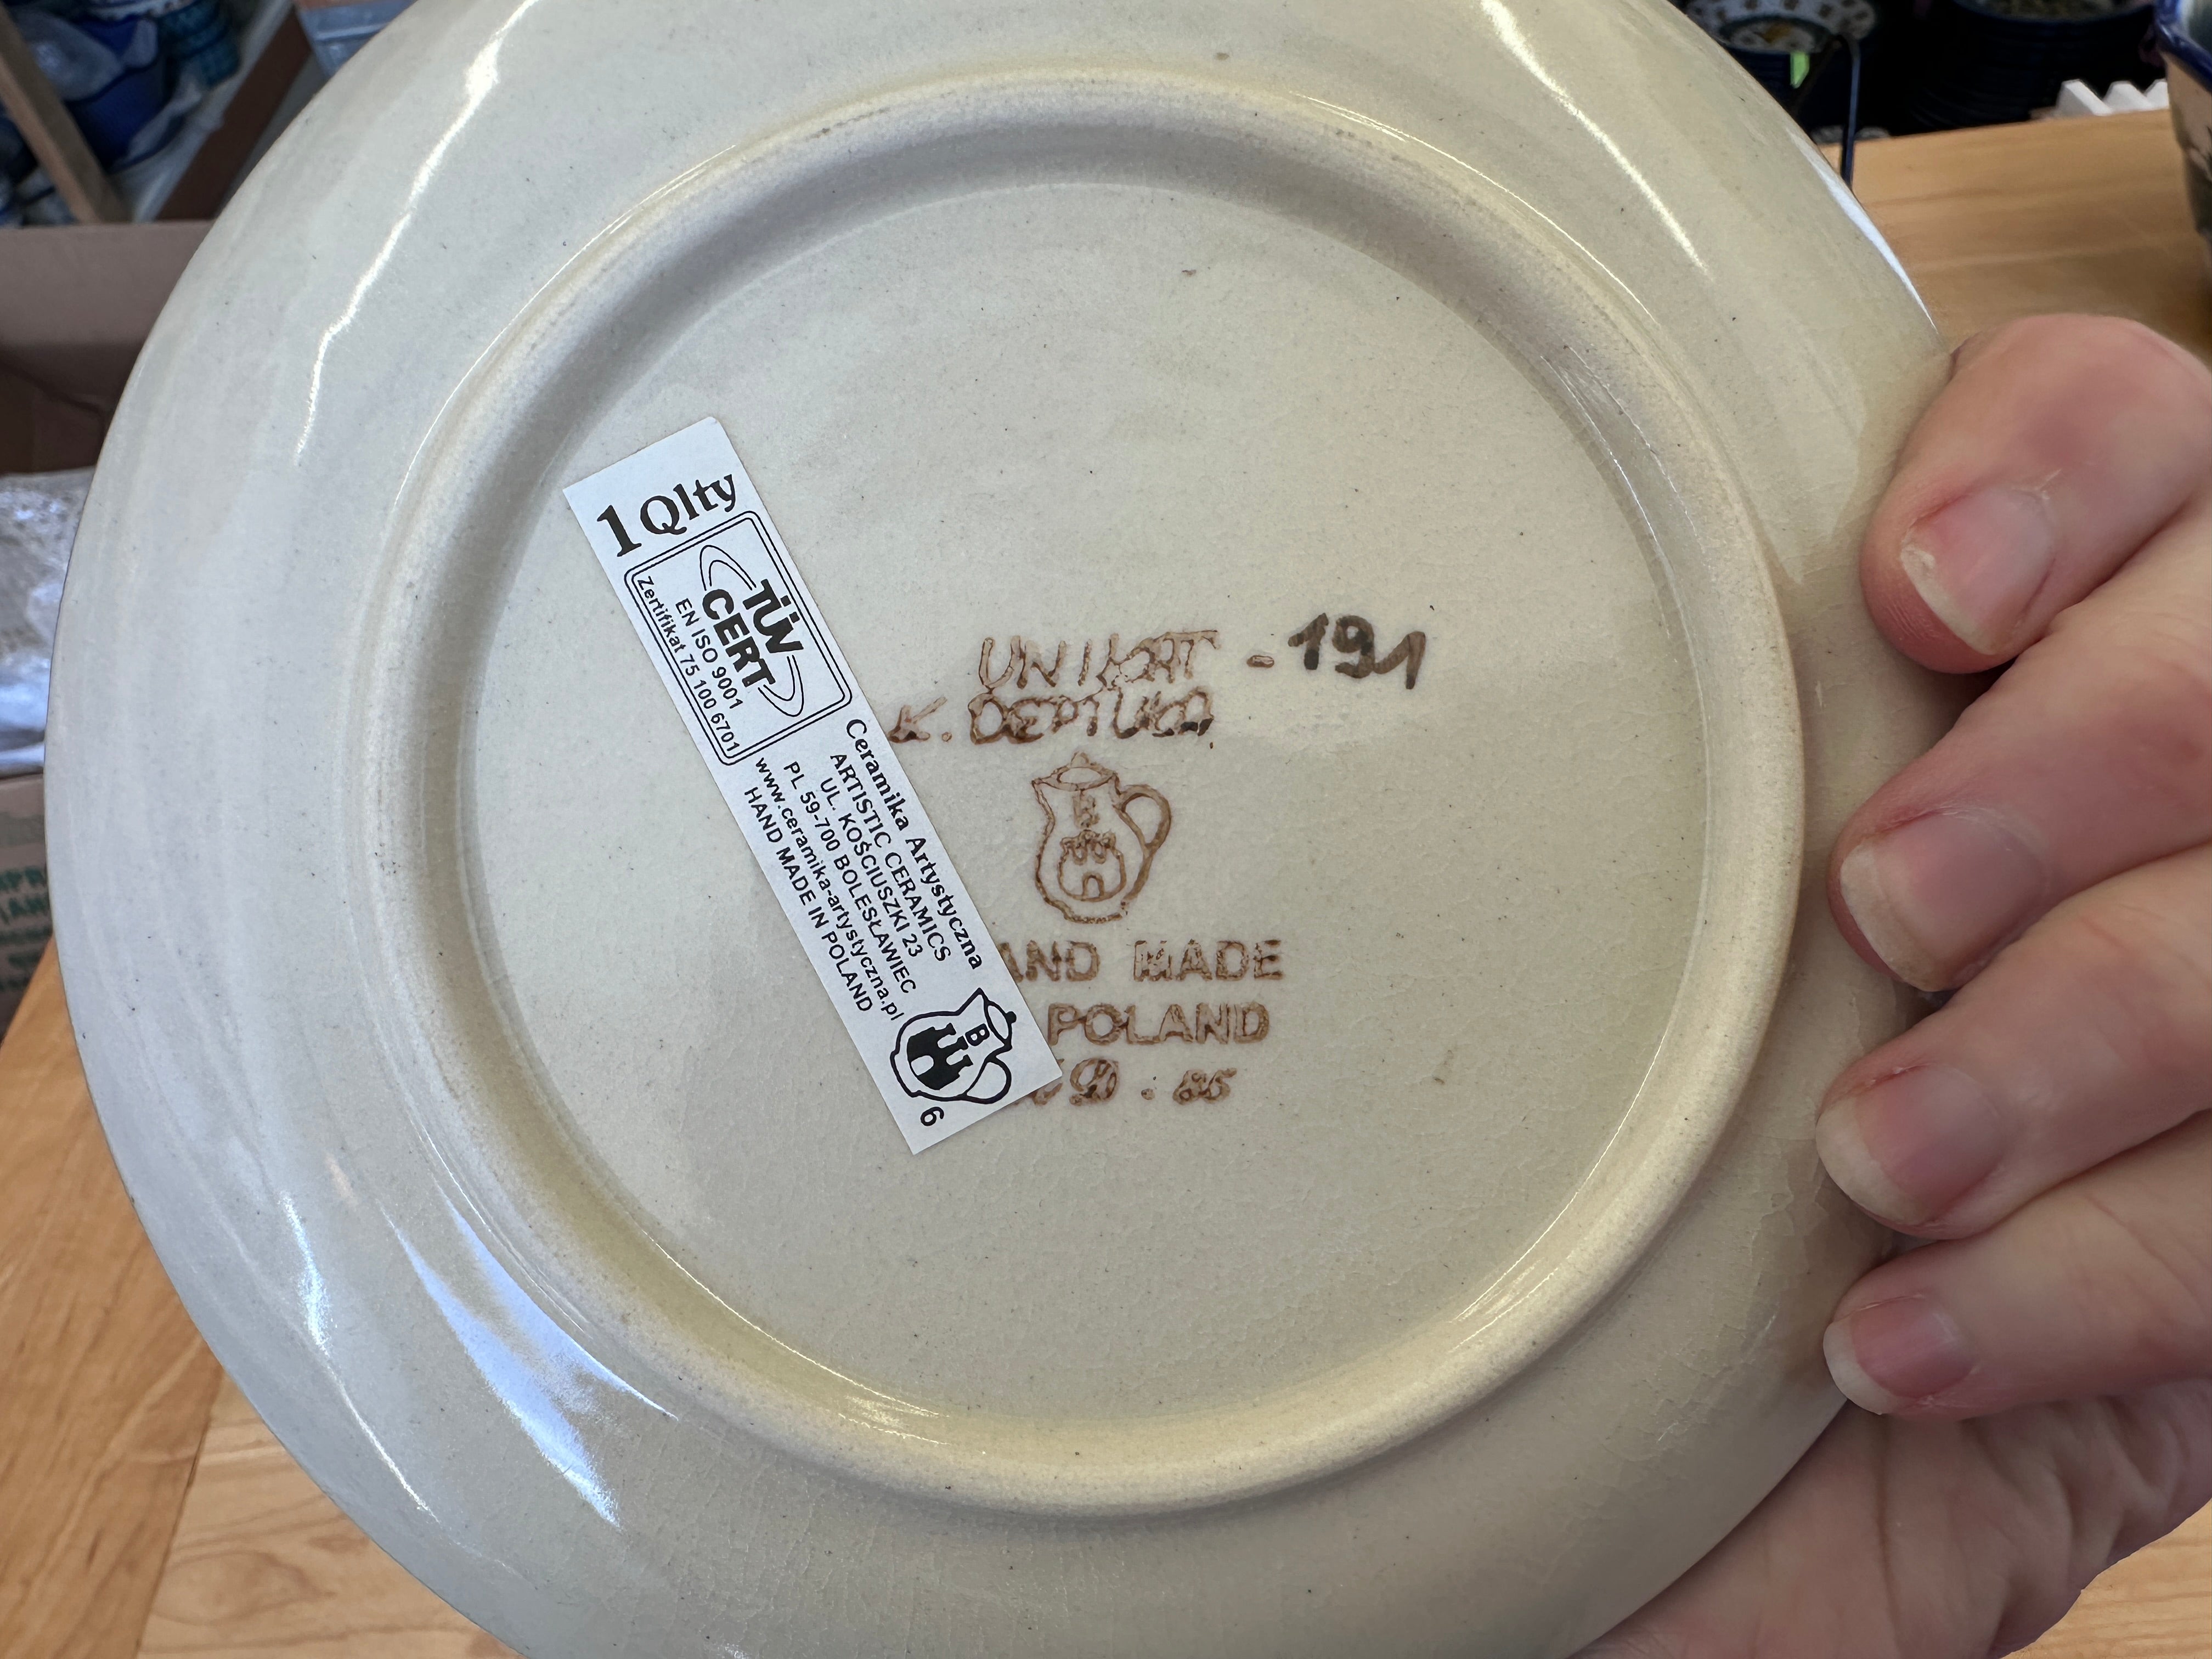 1 Qlty
TÜV
CERT
EN ISO 9001
Zertifikat 75 100 6701
Ceramika Artystyczna
ARTISTIC CERAMICS
UL. KOŚCIUSZKI 23
PL 59-700 BOLESŁAWIEC
www.ceramika-artystyczna.pl
HAND MADE IN POLAND
B
6
UNIKAT - 191
K. DEPTUŁA
B
AND MADE
POLAND